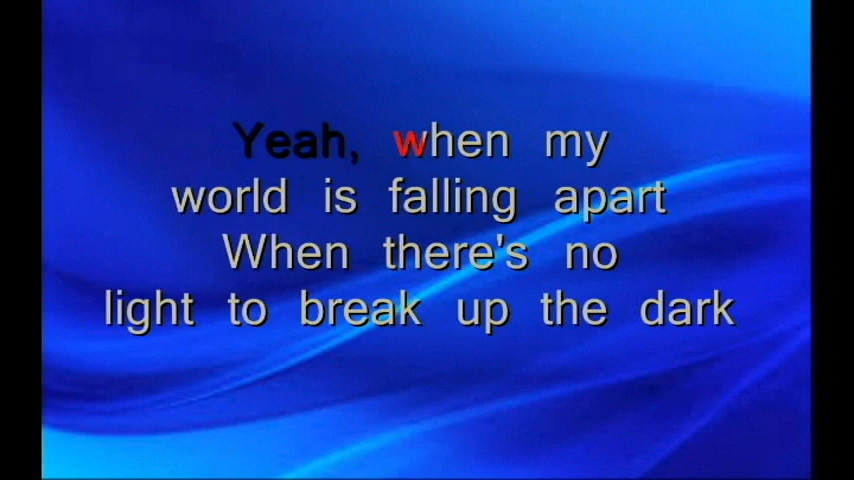 Yeah, when my
world is falling apart
When there's no
light to break up the dark